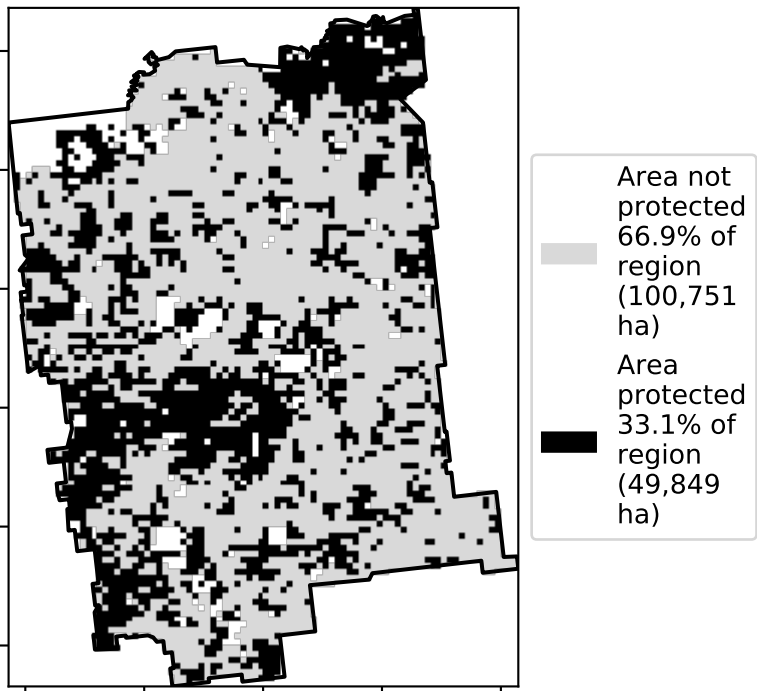 Area not
protected
66.9% of
region
(100,751
ha)
Area
protected
33.1% of
region
(49,849
ha)